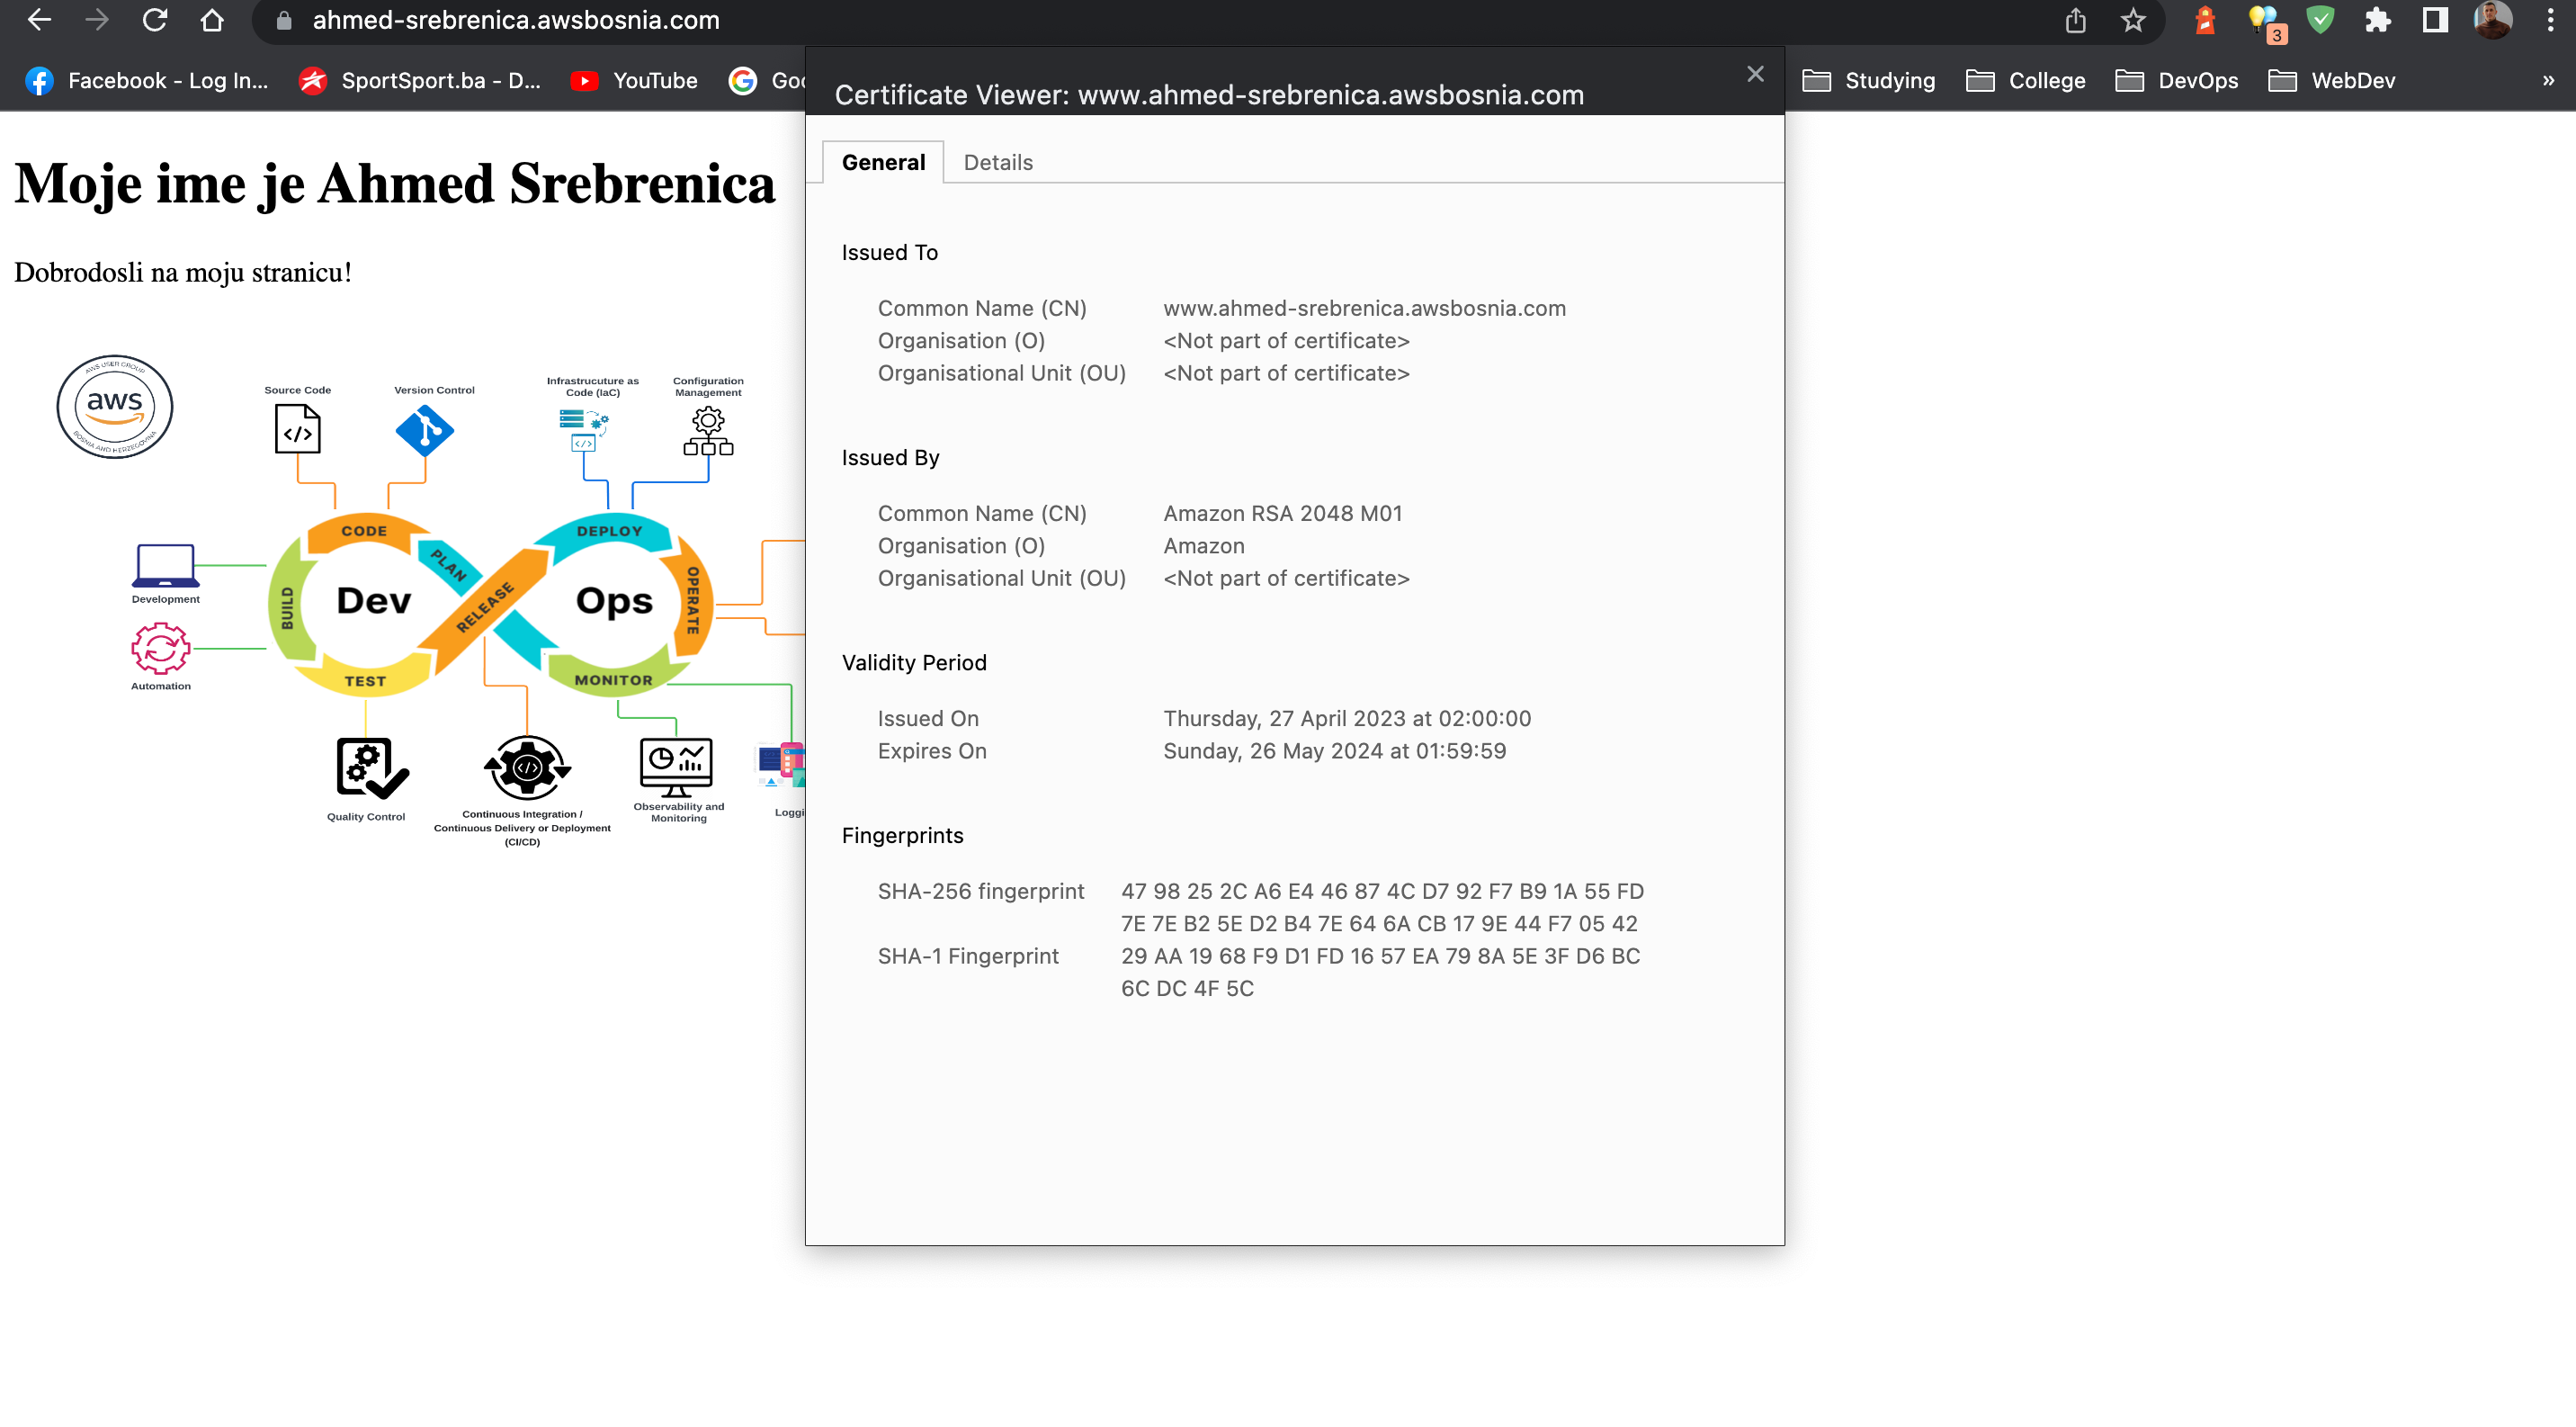 ahmed-srebrenica.awsbosnia.com
3
Facebook - Log In...
SportSport.ba - D...
YouTube
Goo
Studying
College
DevOps
WebDev
»
Certificate Viewer: www.ahmed-srebrenica.awsbosnia.com
General
Details
Issued To
Common Name (CN) www.ahmed-srebrenica.awsbosnia.com
Organisation (O) <Not part of certificate>
Organisational Unit (OU) <Not part of certificate>
Issued By
Common Name (CN) Amazon RSA 2048 M01
Organisation (O) Amazon
Organisational Unit (OU) <Not part of certificate>
Validity Period
Issued On Thursday, 27 April 2023 at 02:00:00
Expires On Sunday, 26 May 2024 at 01:59:59
Fingerprints
SHA-256 fingerprint 47 98 25 2C A6 E4 46 87 4C D7 92 F7 B9 1A 55 FD
7E 7E B2 5E D2 B4 7E 64 6A CB 17 9E 44 F7 05 42
SHA-1 Fingerprint 29 AA 19 68 F9 D1 FD 16 57 EA 79 8A 5E 3F D6 BC
6C DC 4F 5C
Moje ime je Ahmed Srebrenica
Dobrodosli na moju stranicu!
AWS USER GROUP
aws
BOSNIA AND HERZEGOVINA
Source Code
Version Control
Infrastrucuture as
Code (IaC)
Configuration
Management
CODE
PLAN
DEPLOY
OPERATE
BUILD
Dev
RELEASE
Ops
TEST
MONITOR
Development
Automation
Quality Control
Continuous Integration /
Continuous Delivery or Deployment
(CI/CD)
Observability and
Monitoring
Loggi